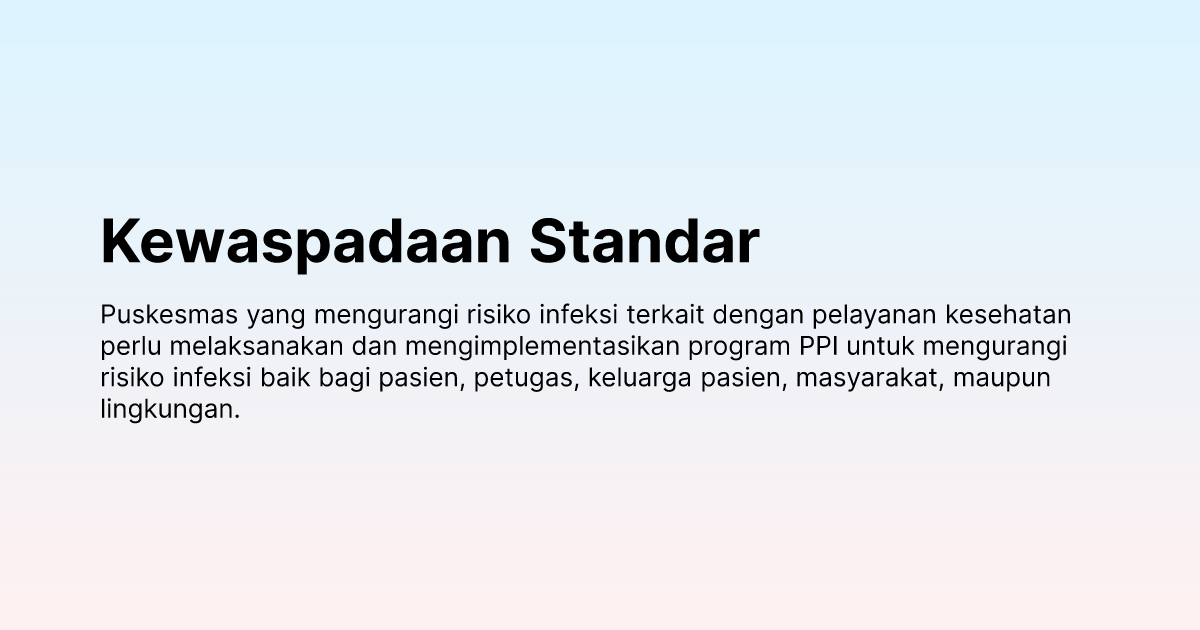 Kewaspadaan Standar
Puskesmas yang mengurangi risiko infeksi terkait dengan pelayanan kesehatan
perlu melaksanakan dan mengimplementasikan program PPI untuk mengurangi
risiko infeksi baik bagi pasien, petugas, keluarga pasien, masyarakat, maupun
lingkungan.